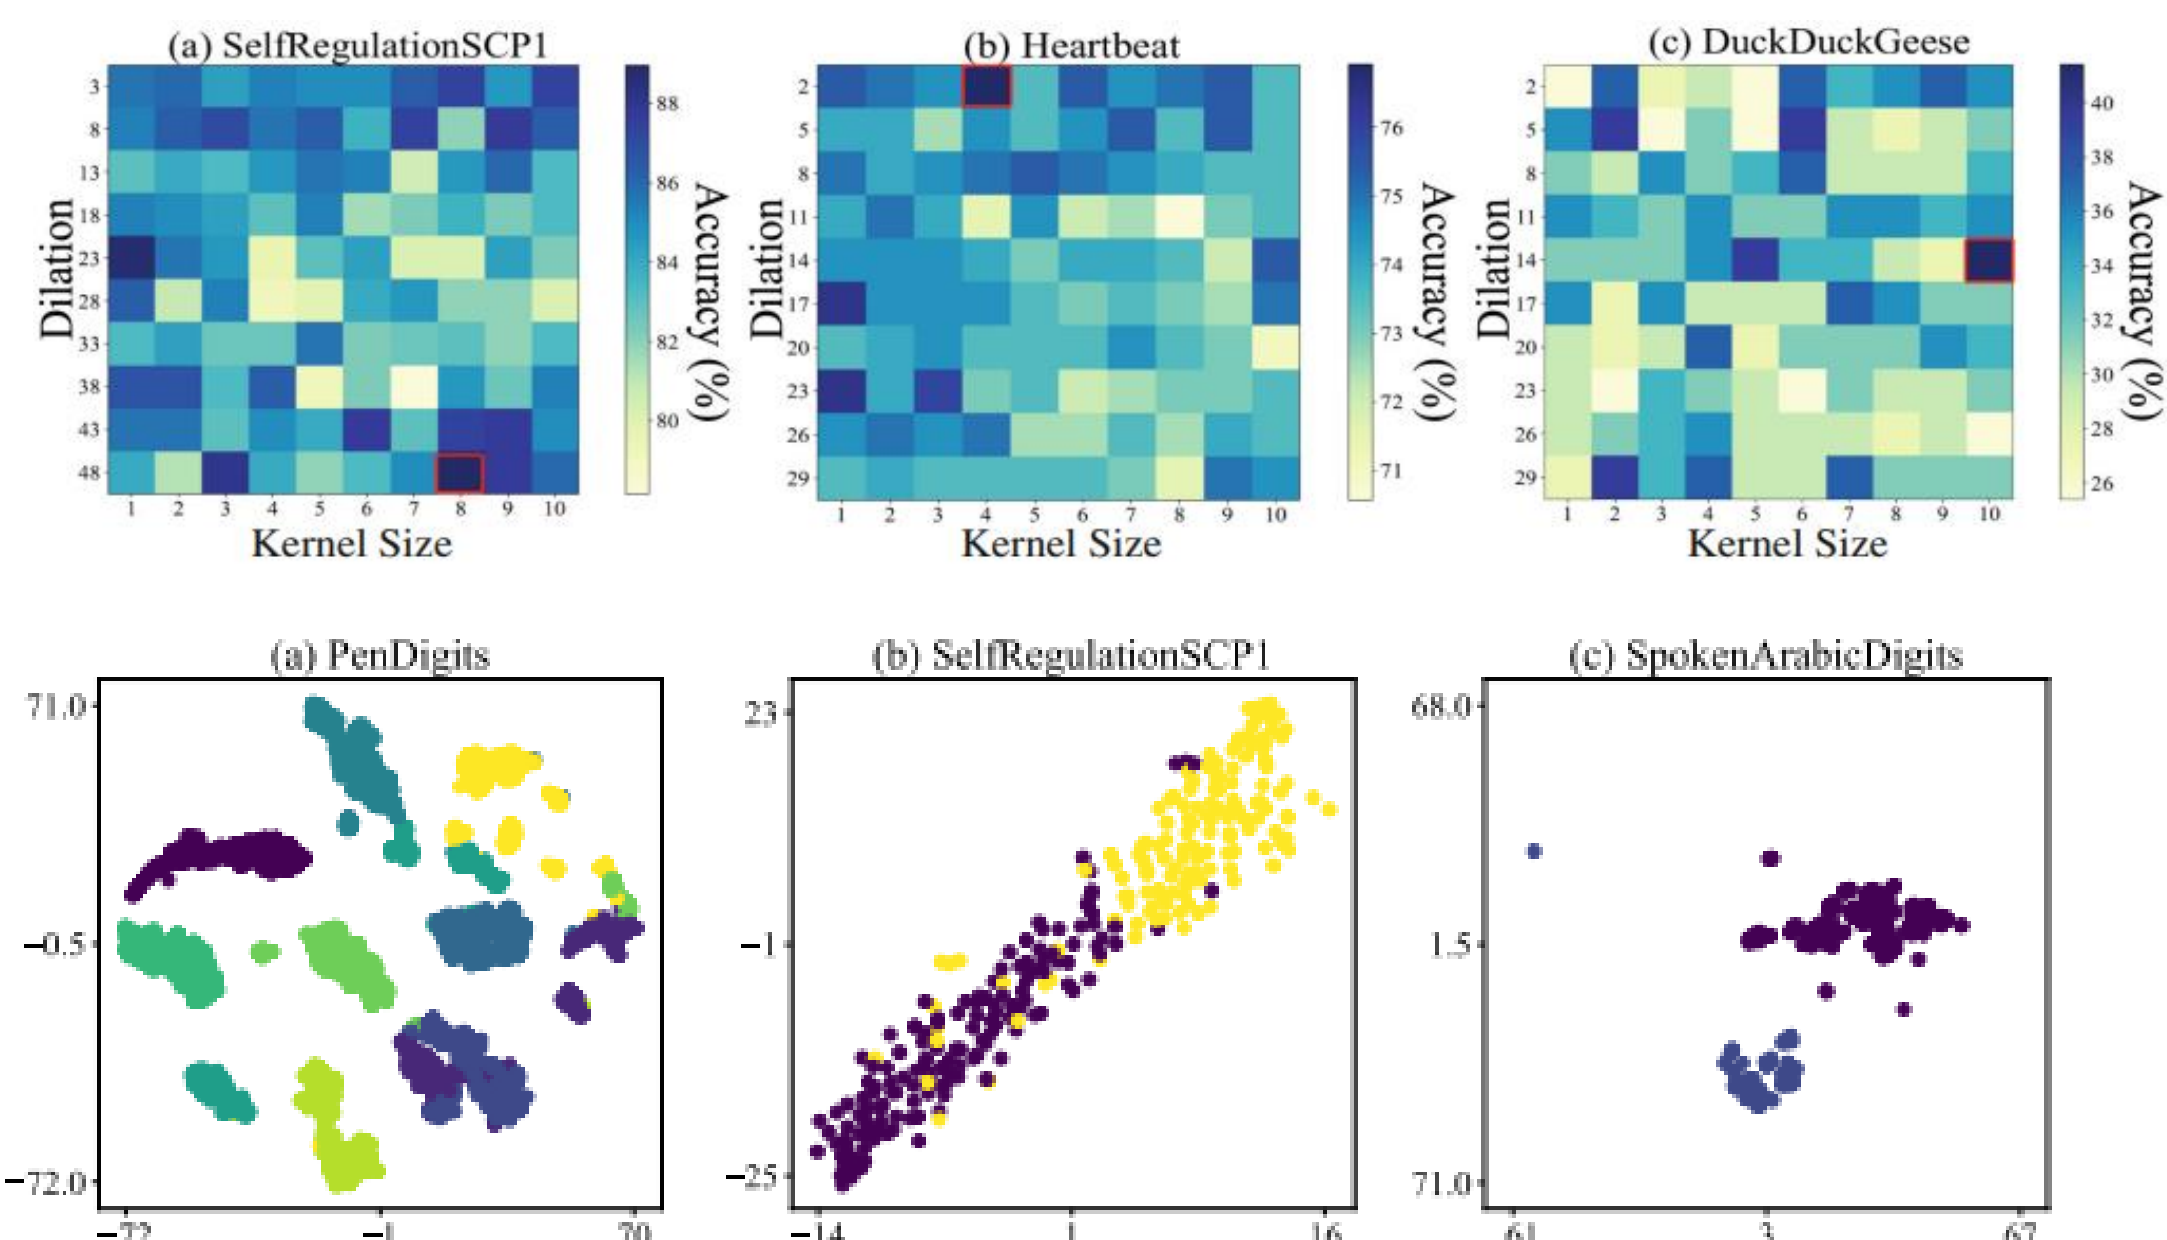 (a) SelfRegulationSCP1
3
8
13
18
23
28
33
38
43
48
Dilation
1 2 3 4 5 6 7 8 9 10
Kernel Size
88
86
84
82
80
Accuracy (%)
(b) Heartbeat
2
5
8
11
14
17
20
23
26
29
Dilation
1 2 3 4 5 6 7 8 9 10
Kernel Size
76
75
74
73
72
71
Accuracy (%)
(c) DuckDuckGeese
2
5
8
11
14
17
20
23
26
29
Dilation
1 2 3 4 5 6 7 8 9 10
Kernel Size
40
38
36
34
32
30
28
26
Accuracy (%)
(a) PenDigits
71.0
−0.5
−72.0
−72 −1 70
(b) SelfRegulationSCP1
23
−1
−25
−14 1 16
(c) SpokenArabicDigits
68.0
1.5
71.0
61 3 67